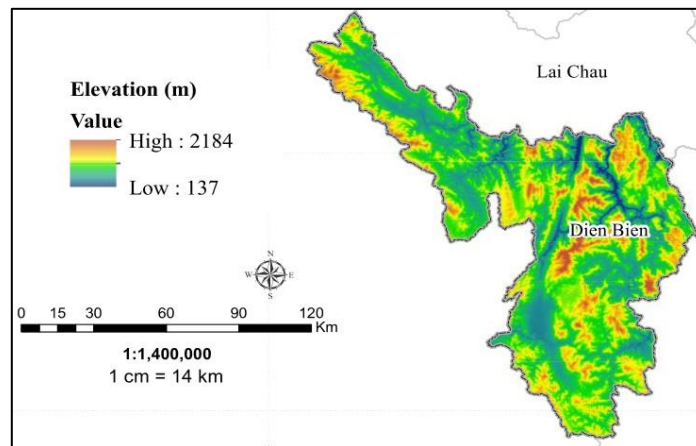 Elevation (m)
Value
High : 2184
Low : 137
Lai Chau
Dien Bien
N
W E
S
0 15 30 60 90 120
Km
1:1,400,000
1 cm = 14 km